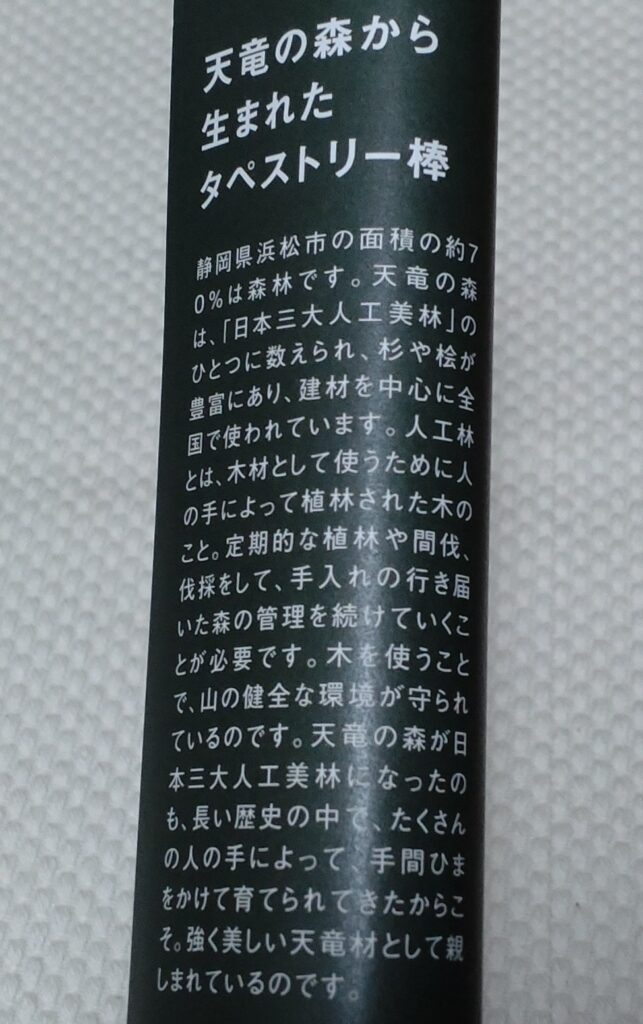 天竜の森から
生まれた
タペストリー棒
静岡県浜松市の面積の約7
0%は森林です。天竜の森
は、「日本三大人工美林」の
ひとつに数えられ、杉や桧が
豊富にあり、建材を中心に全
国で使われています。人工林
とは、木材として使うために人
の手によって植林された木の
こと。定期的な植林や間伐、
伐採をして、手入れの行き届
いた森の管理を続けていくこ
とが必要です。木を使うこと
で、山の健全な環境が守られ
ているのです。天竜の森が日
本三大人工美林になったの
も、長い歴史の中で、たくさん
の人の手によって、手間ひま
をかけて育てられてきたからこ
そ。強く美しい天竜材として親
しまれているのです。